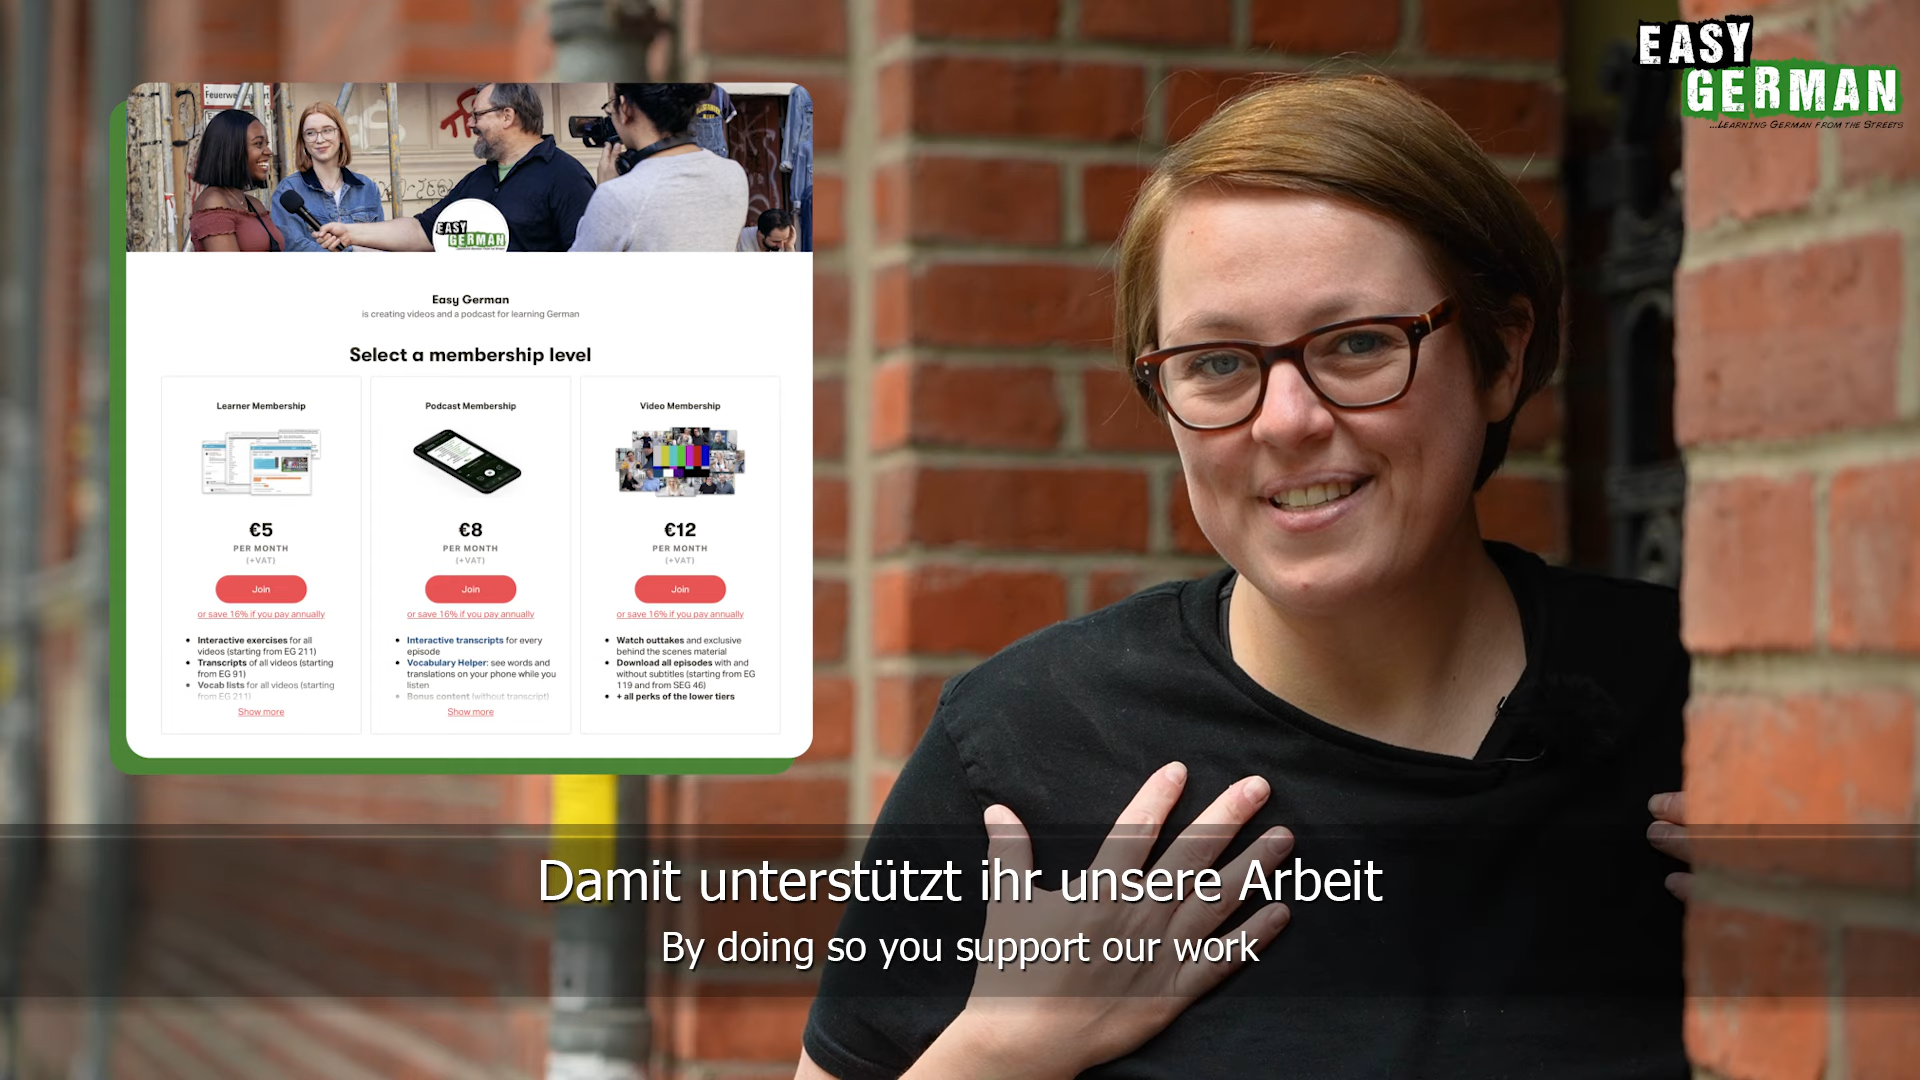 EASY
GERMAN
...Learning German from the Streets
Feuerwe
EASY
GERMAN
Easy German
is creating videos and a podcast for learning German
Select a membership level
Learner Membership
€5
PER MONTH
(+VAT)
Join
or save 16% if you pay annually
Interactive exercises for all
videos (starting from EG 211)
Transcripts of all videos (starting
from EG 91)
Vocab lists for all videos (starting
from EG 211)
Show more
Podcast Membership
€8
PER MONTH
(+VAT)
Join
or save 16% if you pay annually
Interactive transcripts for every
episode
Vocabulary Helper: see words and
translations on your phone while you
listen
Bonus content (without transcript)
Show more
Video Membership
€12
PER MONTH
(+VAT)
Join
or save 16% if you pay annually
Watch outtakes and exclusive
behind the scenes material
Download all episodes with and
without subtitles (starting from EG
119 and from SEG 46)
+ all perks of the lower tiers
Damit unterstützt ihr unsere Arbeit
By doing so you support our work